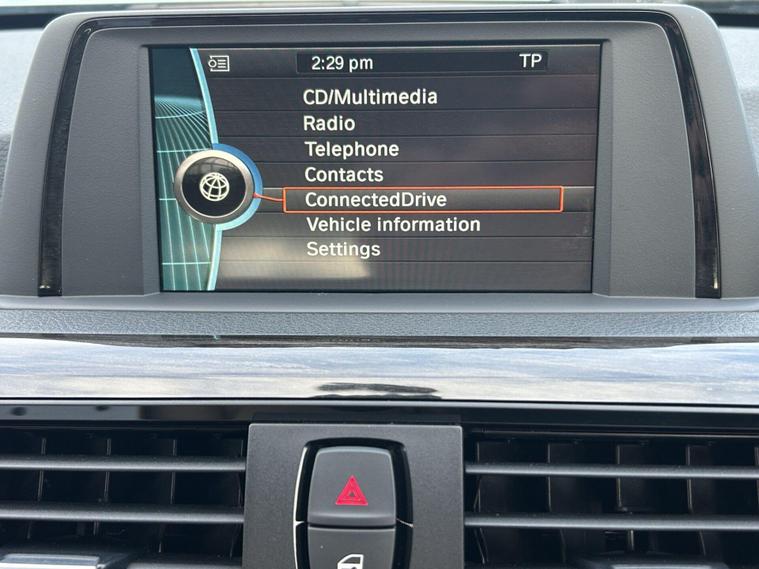 2:29 pm TP
CD/Multimedia
Radio
Telephone
Contacts
ConnectedDrive
Vehicle information
Settings